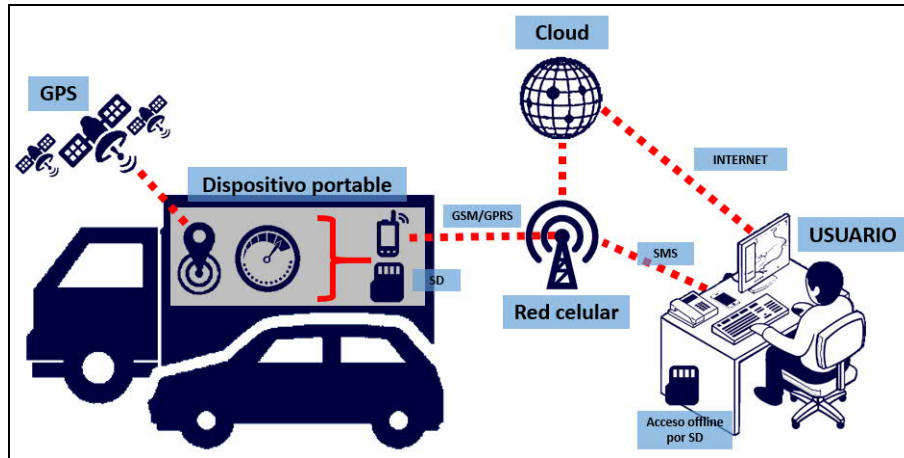 Cloud
GPS
INTERNET
Dispositivo portable
GSM/GPRS
USUARIO
SMS
SD
Red celular
Acceso offline
por SD